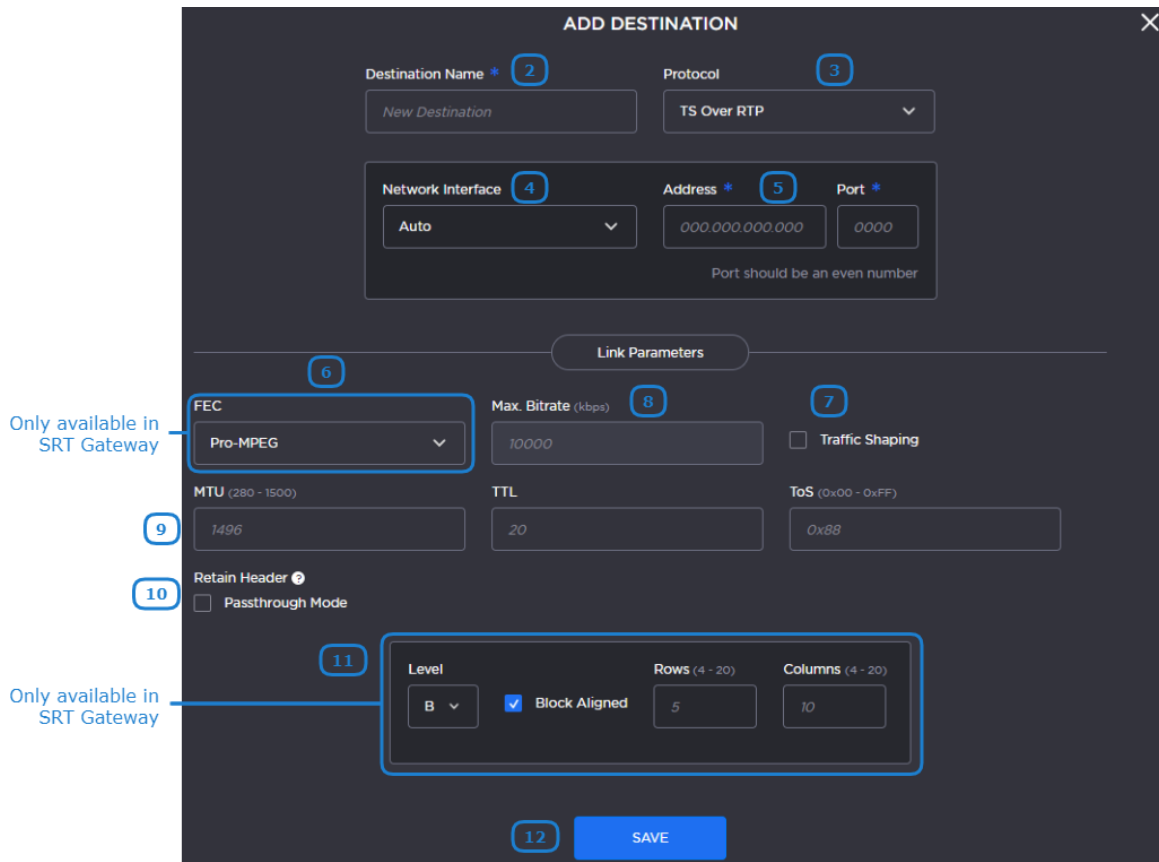 ADD DESTINATION
Destination Name * 2
Protocol 3
New Destination
TS Over RTP
Network Interface 4
Address * 5 Port *
Auto
000.000.000.000
0000
Port should be an even number
Link Parameters
6
Only available in
SRT Gateway
FEC
Pro-MPEG
Max. Bitrate (kbps) 8
10000
7
Traffic Shaping
MTU (280 - 1500)
TTL
ToS (0x00 - 0xFF)
9
1496
20
0x88
Retain Header ?
10
Passthrough Mode
11
Only available in
SRT Gateway
Level
B
Block Aligned
Rows (4 - 20)
5
Columns (4 - 20)
10
12
SAVE